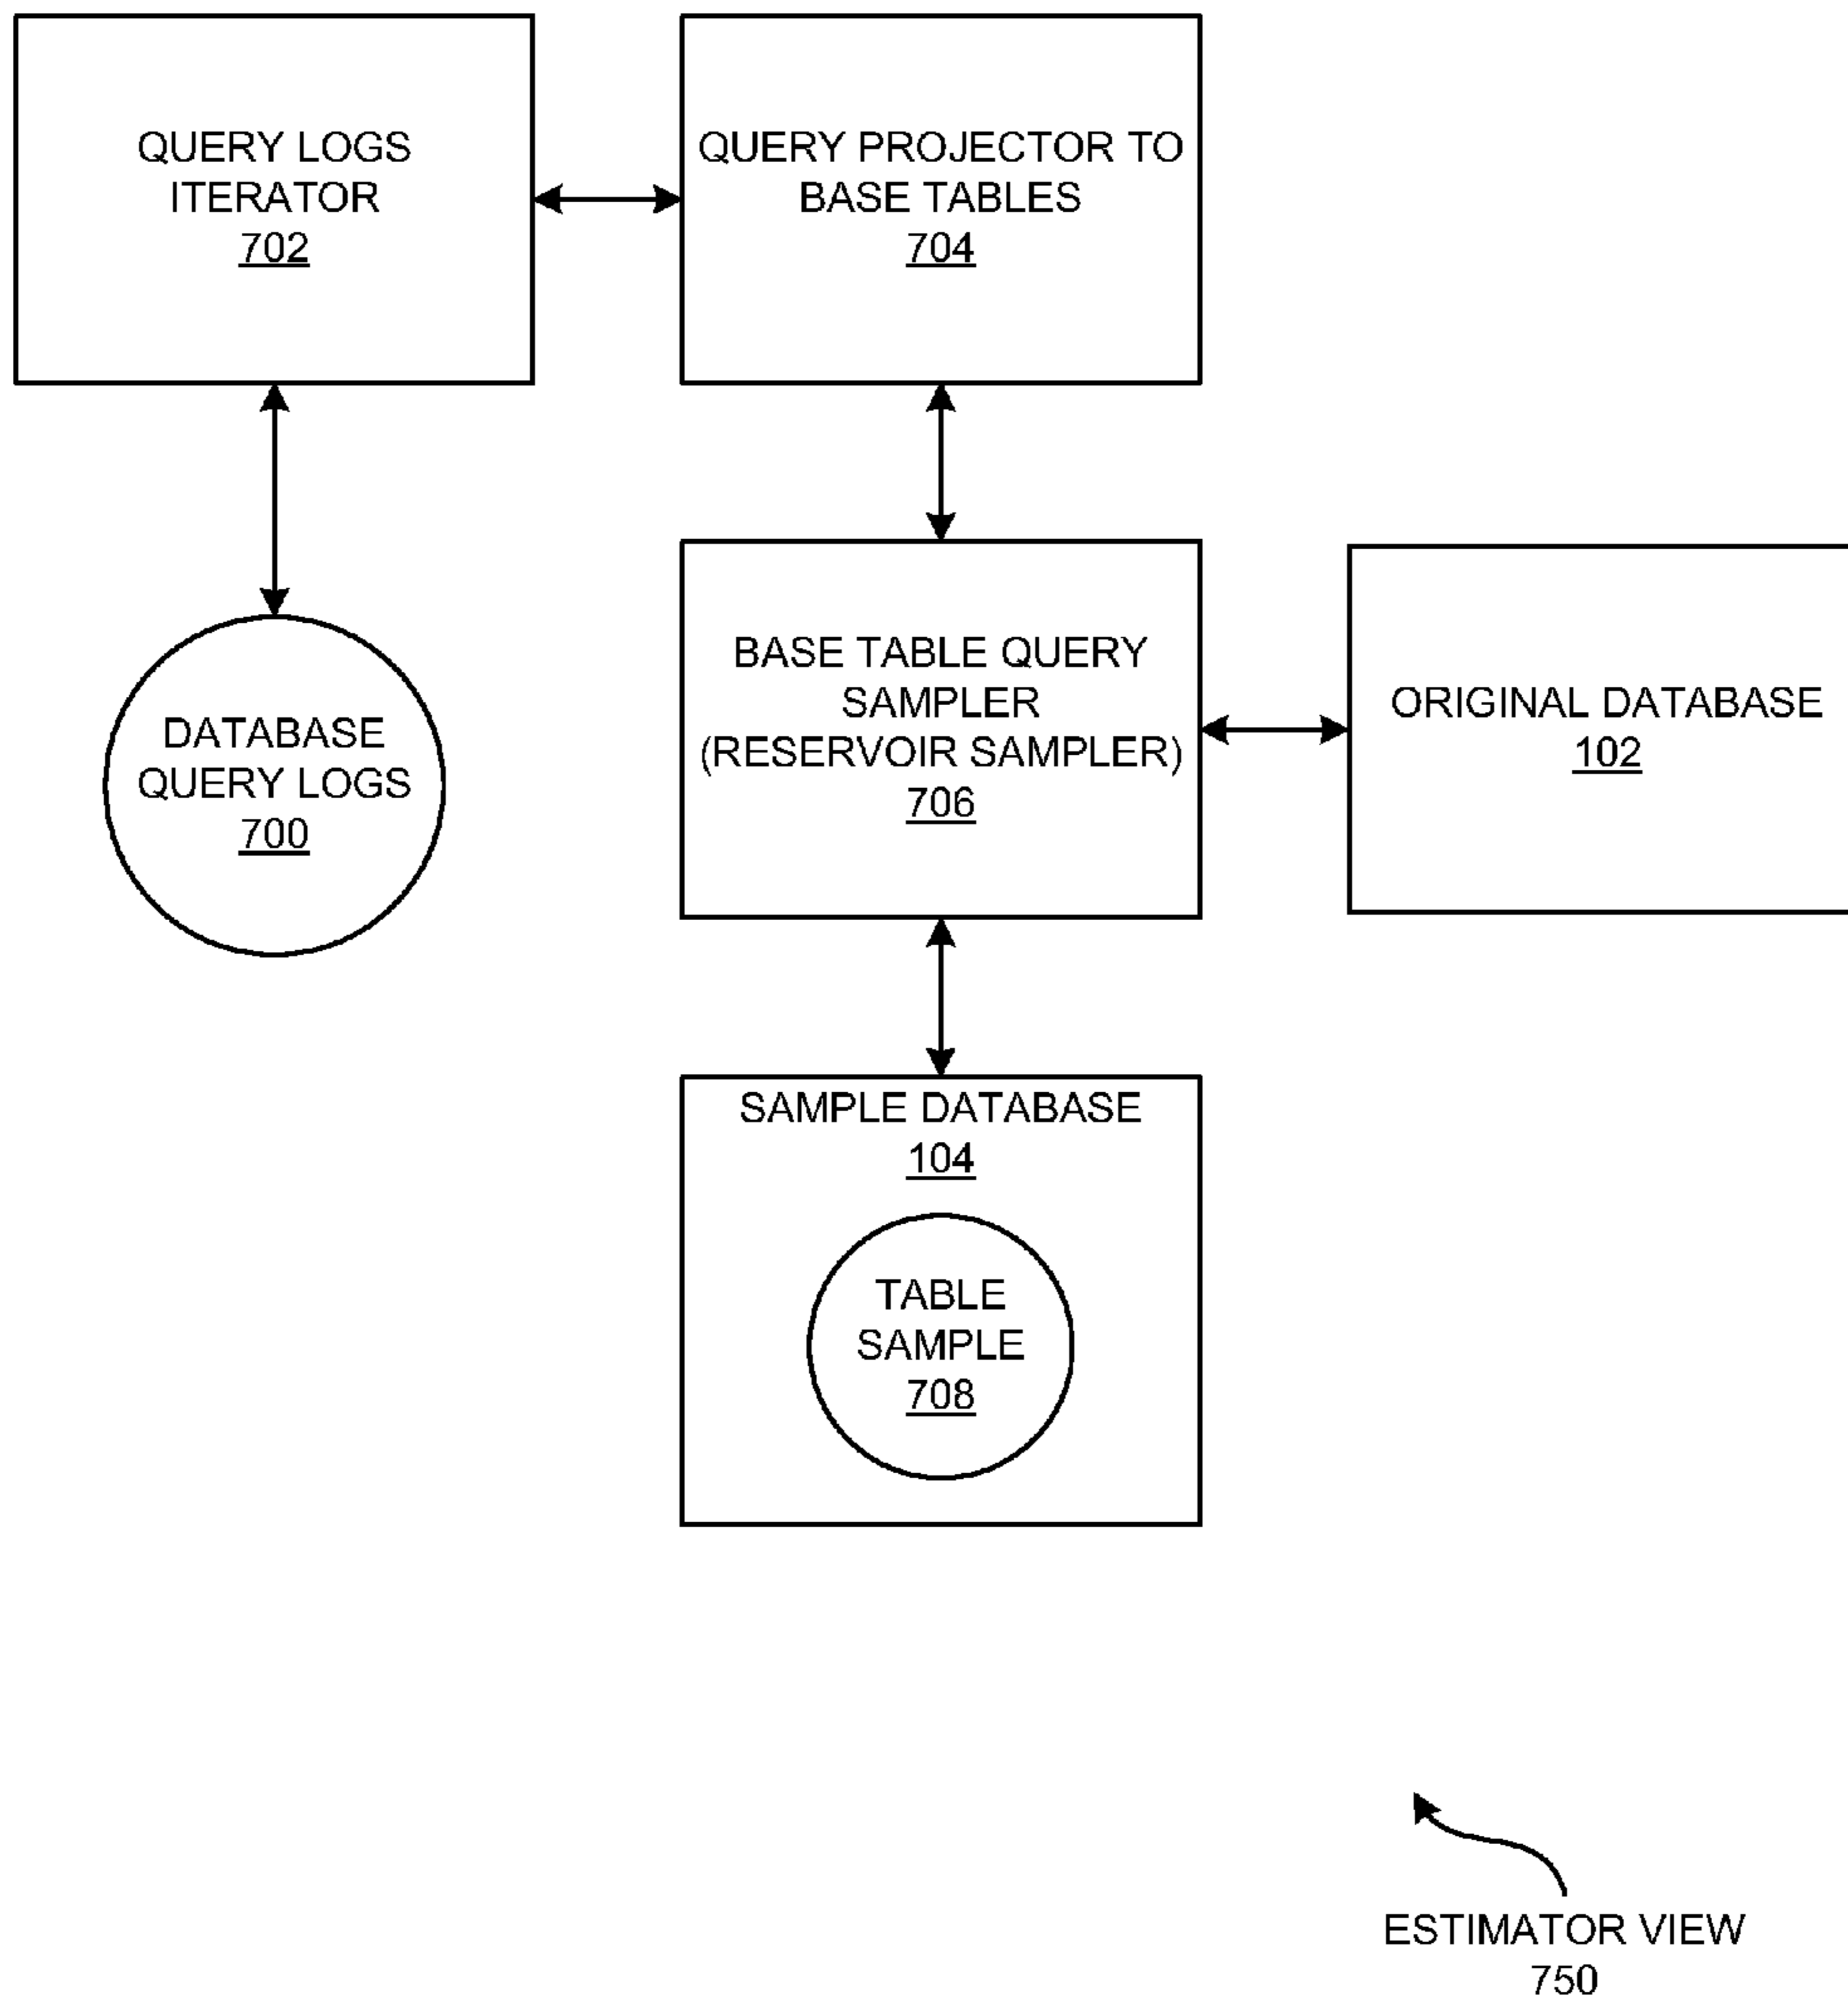 QUERY LOGS
ITERATOR
702
QUERY PROJECTOR TO
BASE TABLES
704
DATABASE
QUERY LOGS
700
BASE TABLE QUERY
SAMPLER
(RESERVOIR SAMPLER)
706
ORIGINAL DATABASE
102
SAMPLE DATABASE
104
TABLE
SAMPLE
708
ESTIMATOR VIEW
750